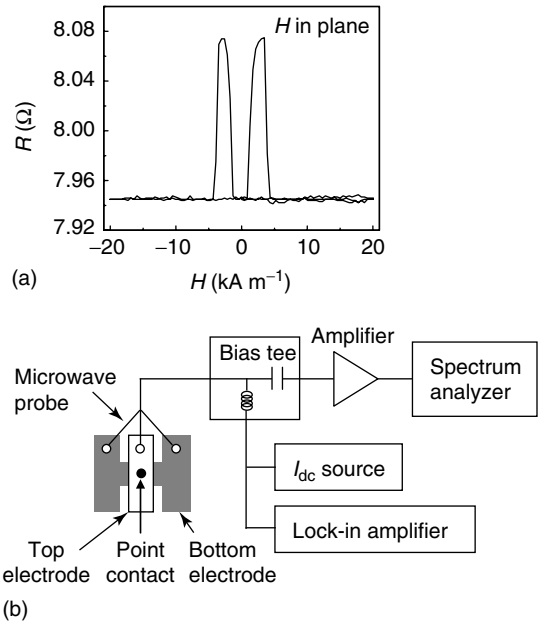 8.08
8.04
8.00
7.96
7.92
R (Ω)
H in plane
−20
−10
0
10
20
H (kA m−1)
(a)
Amplifier
Bias tee
Spectrum
analyzer
Microwave
probe
Idc source
Lock-in amplifier
Top
electrode
Point
contact
Bottom
electrode
(b)